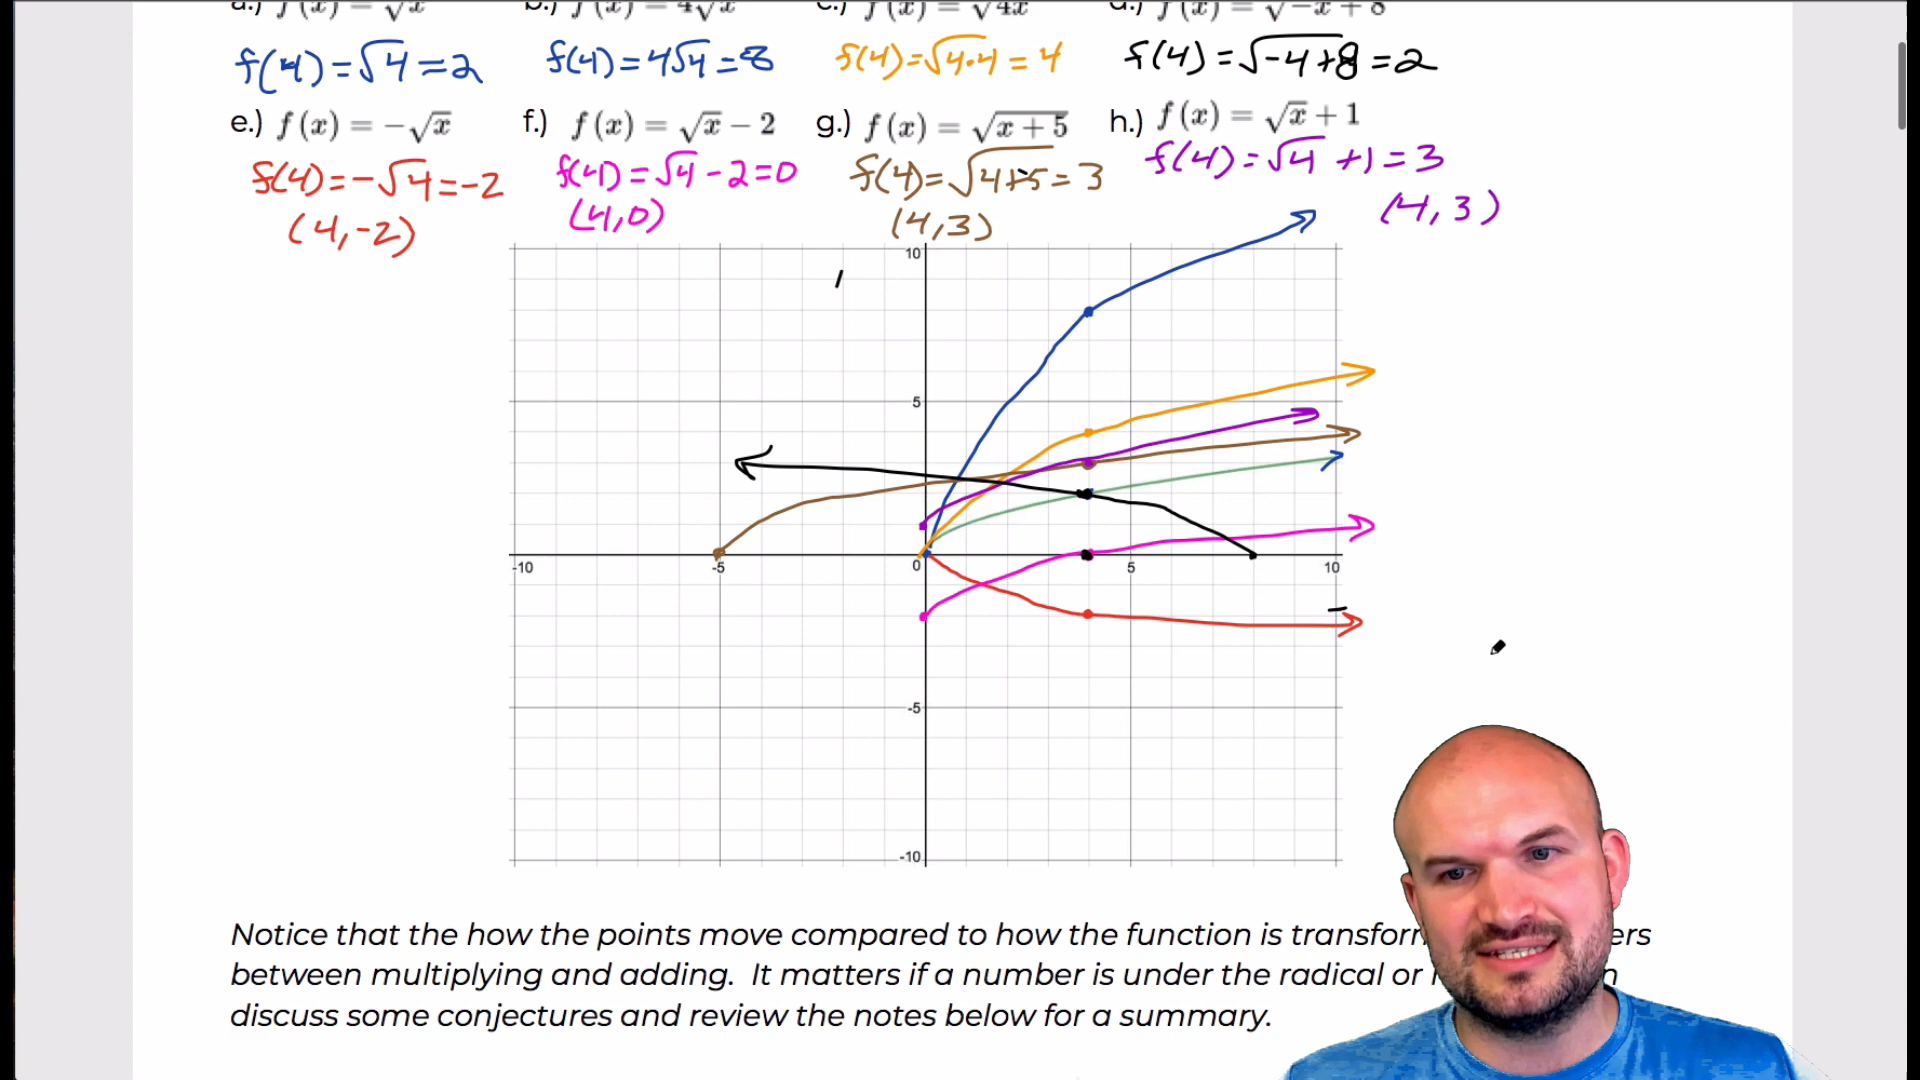 a.) f(x) = √x b.) f(x) = 4√x c.) f(x) = √4x d.) f(x) = √−x + 8
f(4)=√4=2 f(4)=4√4=8 f(4)=√4·4=4 f(4)=√-4+8=2
e.) f(x) = −√x f.) f(x) = √x − 2 g.) f(x) = √x + 5 h.) f(x) = √x + 1
f(4)=-√4=-2 f(4)=√4-2=0 f(4)=√4+5=3 f(4)=√4+1=3
(4,-2) (4,0) (4,3) (4,3)
10
5
-10 -5 0 5 10
-5
-10
Notice that the how the points move compared to how the function is transform ers
between multiplying and adding. It matters if a number is under the radical or
discuss some conjectures and review the notes below for a summary.